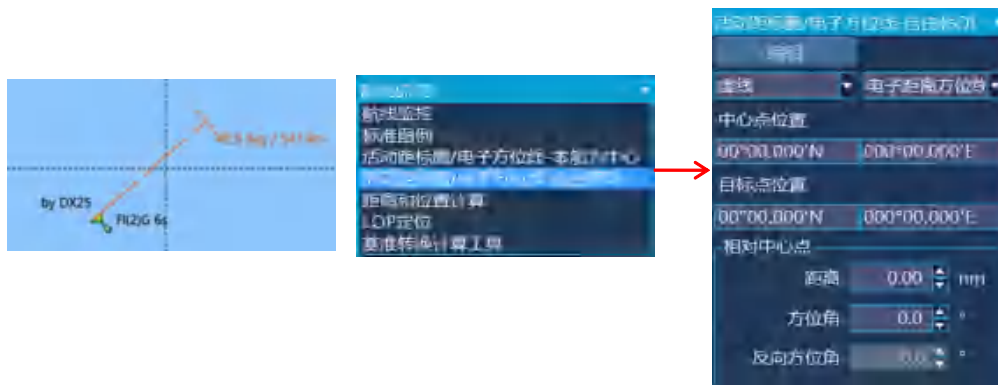 by DX25
Fl(2)G 6s
航线监控
标准图例
活动距标圈/电子方位线-本船为中心
距离和位置计算
LOP定位
基准转换计算工具
编辑
虚线
电子距离方位线
中心点位置
00°00.000'N 000°00.000'E
目标点位置
00°00.000'N 000°00.000'E
相对中心点
距离 0.00 nm
方位角 0.0 °
反向方位角 0.0 °